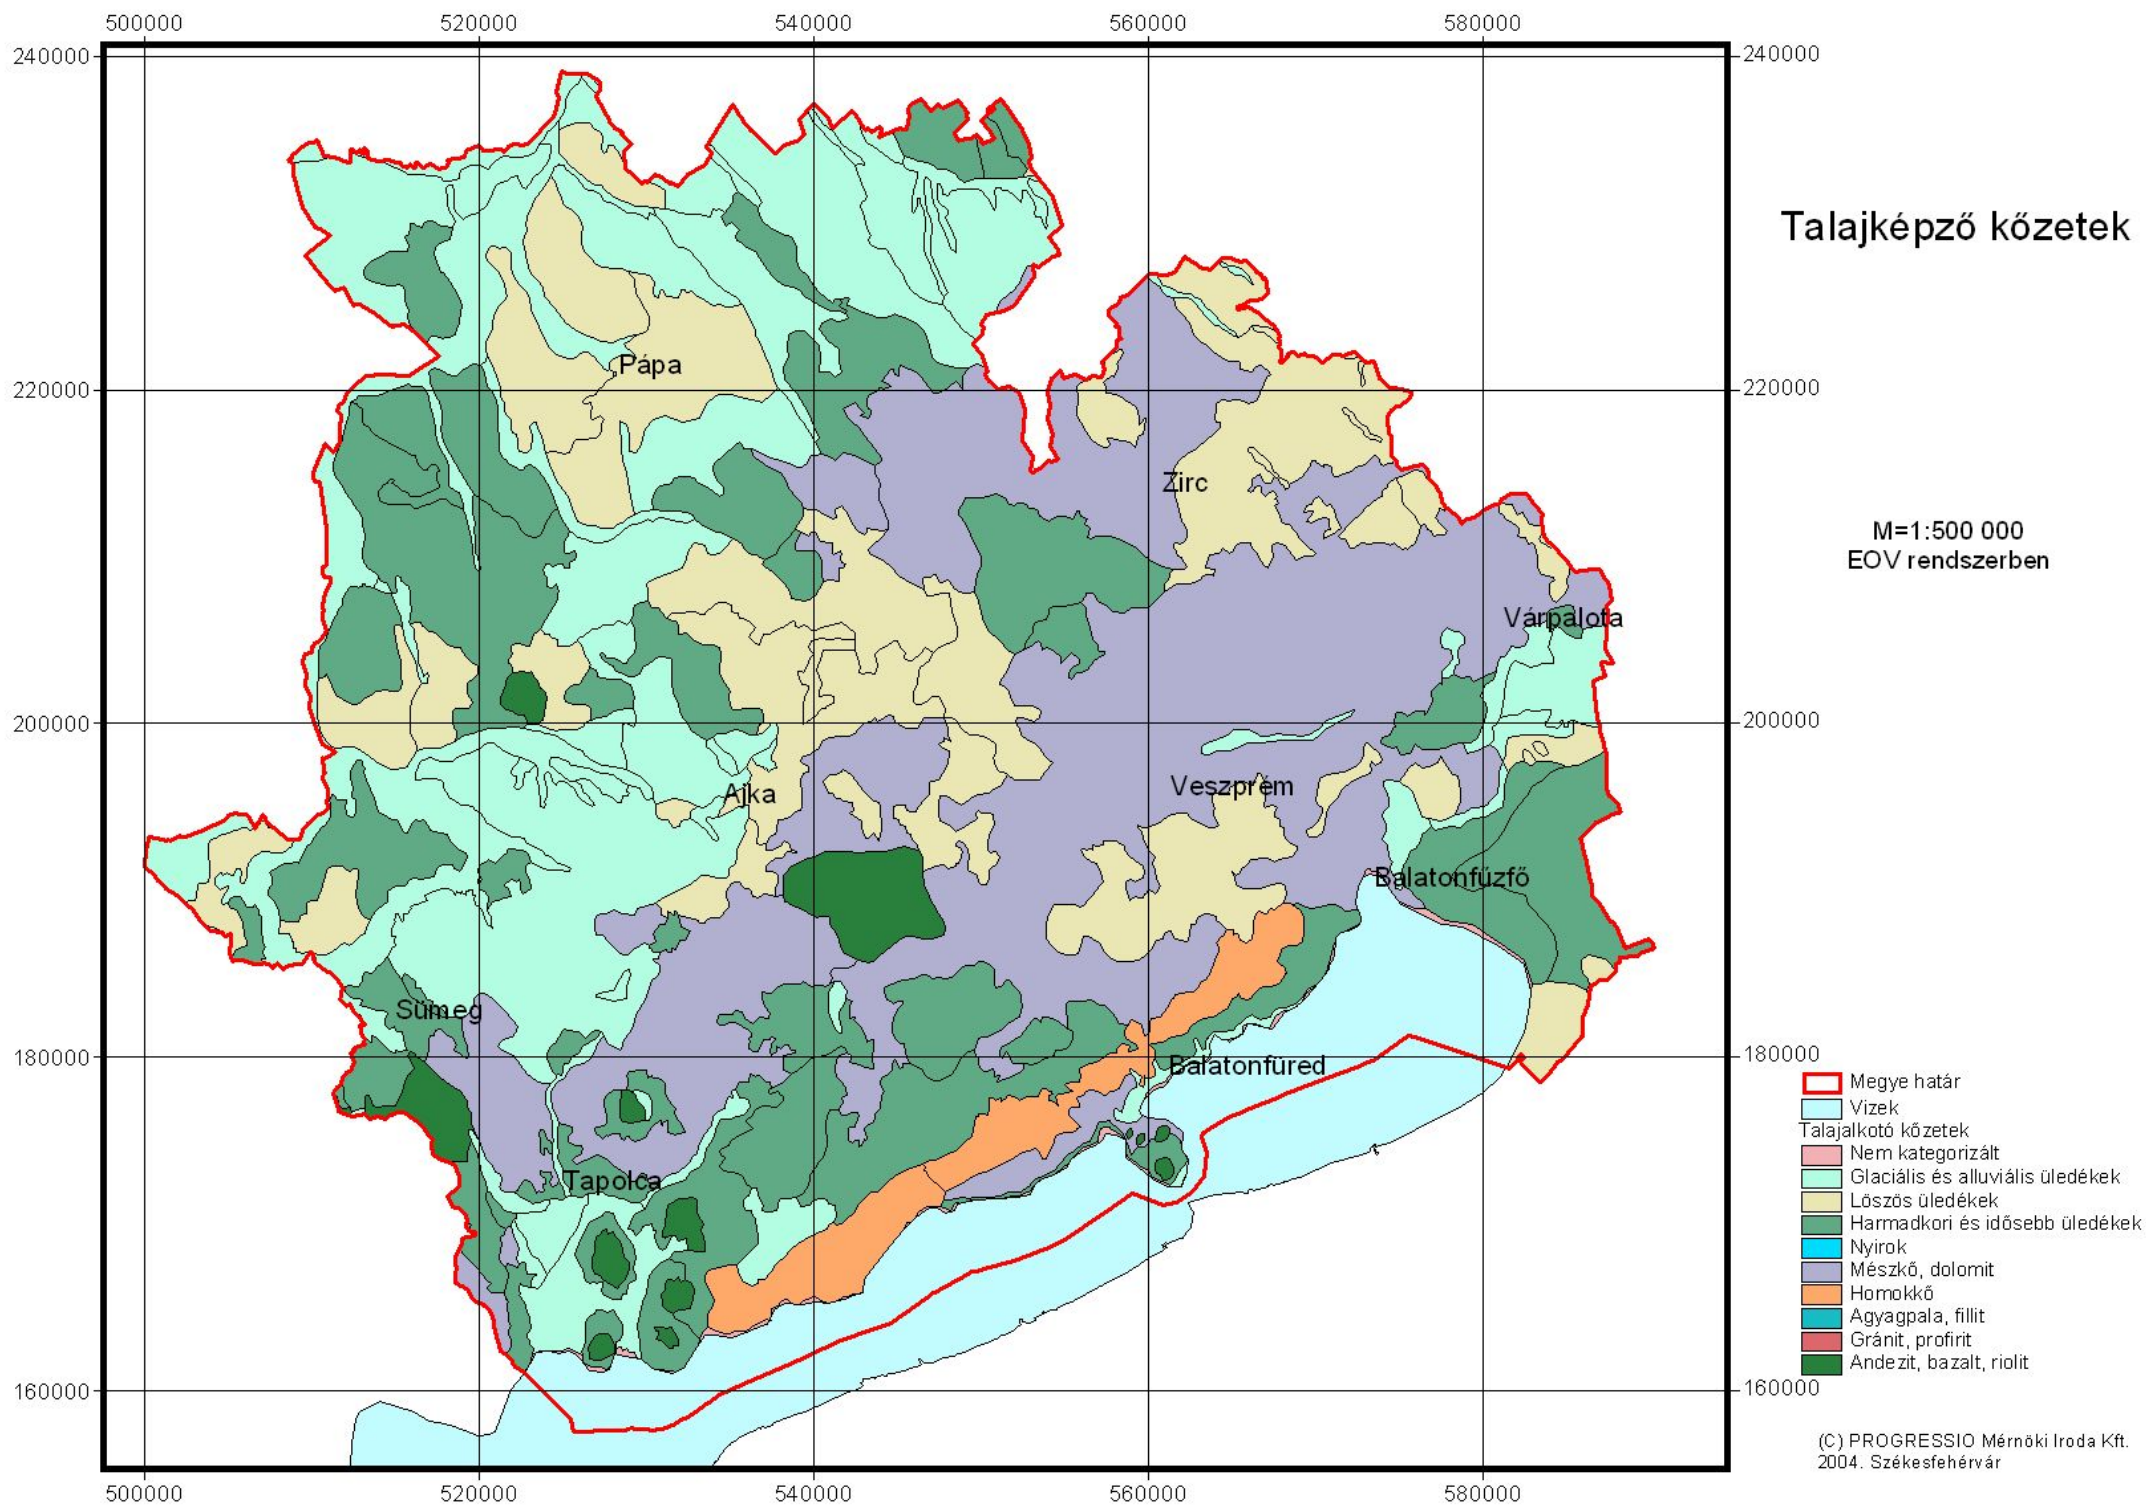 500000 520000 540000 560000 580000
240000 240000
Talajképző kőzetek
Pápa
220000 220000
Zirc
M=1:500 000
EOV rendszerben
Várpalota
200000 200000
Veszprém
Ajka
Balatonfűzfő
Sümeg
180000 180000
Balatonfüred
Megye határ
Vizek
Talajalkotó kőzetek
Nem kategorizált
Glaciális és alluviális üledékek
Tapolca
Löszös üledékek
Harmadkori és idősebb üledékek
Nyirok
Mészkő, dolomit
Homokkő
Agyagpala, fillit
Gránit, profirit
Andezit, bazalt, riolit
160000 160000
(C) PROGRESSIO Mérnöki Iroda Kft.
2004. Székesfehérvár
500000 520000 540000 560000 580000